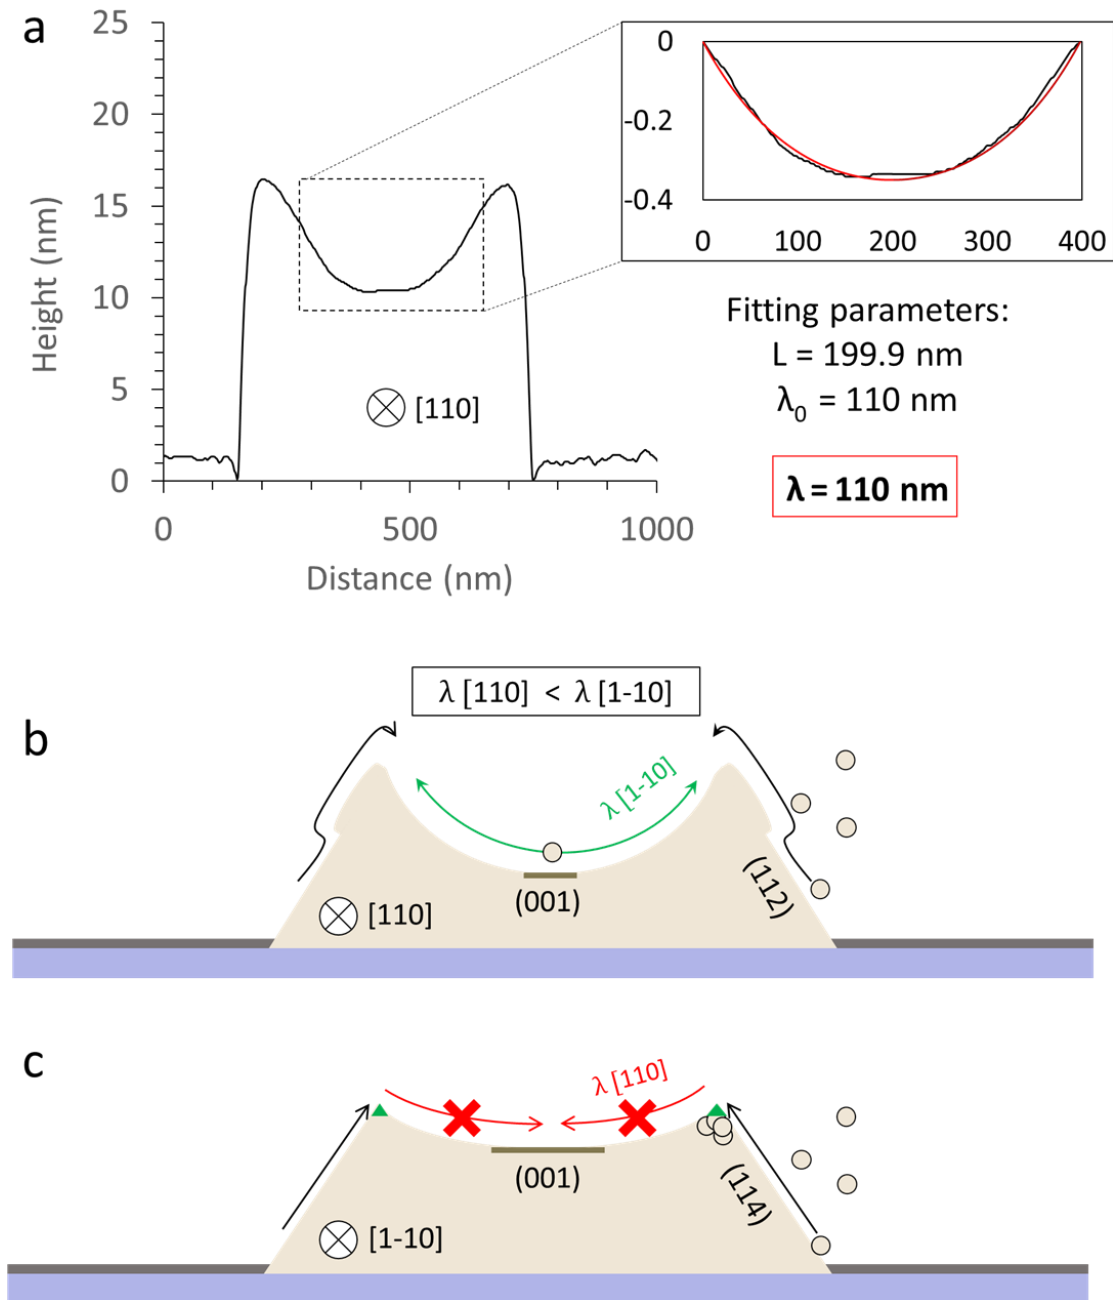 a
25
20
15
10
5
0
Height (nm)
0
500
1000
Distance (nm)
[110]
0
-0.2
-0.4
0
100
200
300
400
Fitting parameters:
L = 199.9 nm
λ₀ = 110 nm
λ = 110 nm
b
λ [110] < λ [1-10]
λ [1-10]
(001)
(112)
[110]
c
λ [110]
(001)
(114)
[1-10]